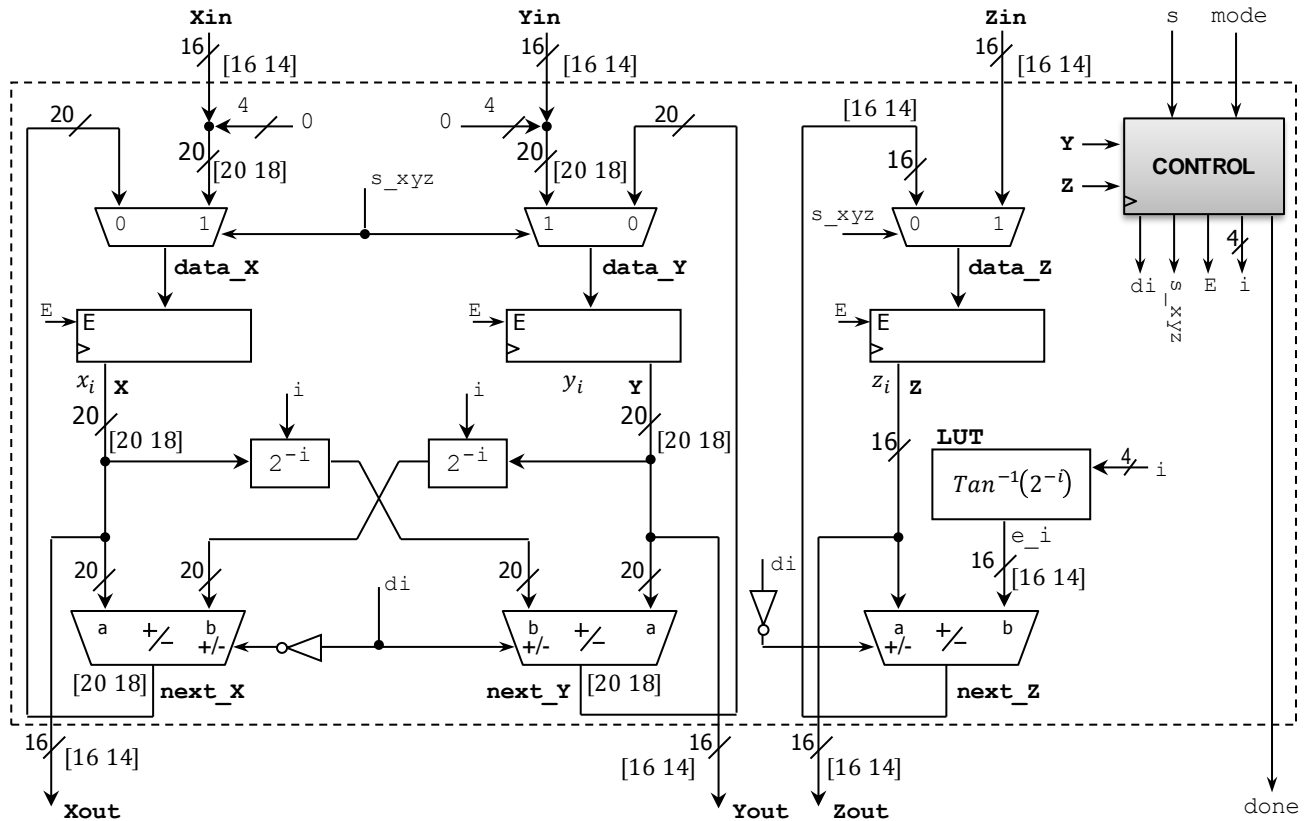 Xin Yin Zin s mode
16 16 16
[16 14] [16 14] [16 14]
20 4 0 0 4 20 [16 14]
20 20 16
[20 18] [20 18]
s_xyz
Y
Z
CONTROL
0 1 1 0 s_xyz 0 1
4
data_X data_Y data_Z
di s_xyz E i
E E E E E E
x_i X y_i Y z_i Z
20 i i 20
[20 18] [20 18]
16 LUT
2^{-i} 2^{-i} Tan^{-1}(2^{-i}) 4 i
e_i
20 20 20 20 16
[16 14]
di di
a +/- b +/- b +/- +/- a a +/- +/- b
[20 18] next_X next_Y [20 18] next_Z
16 16 16
[16 14] [16 14] [16 14]
Xout Yout Zout done